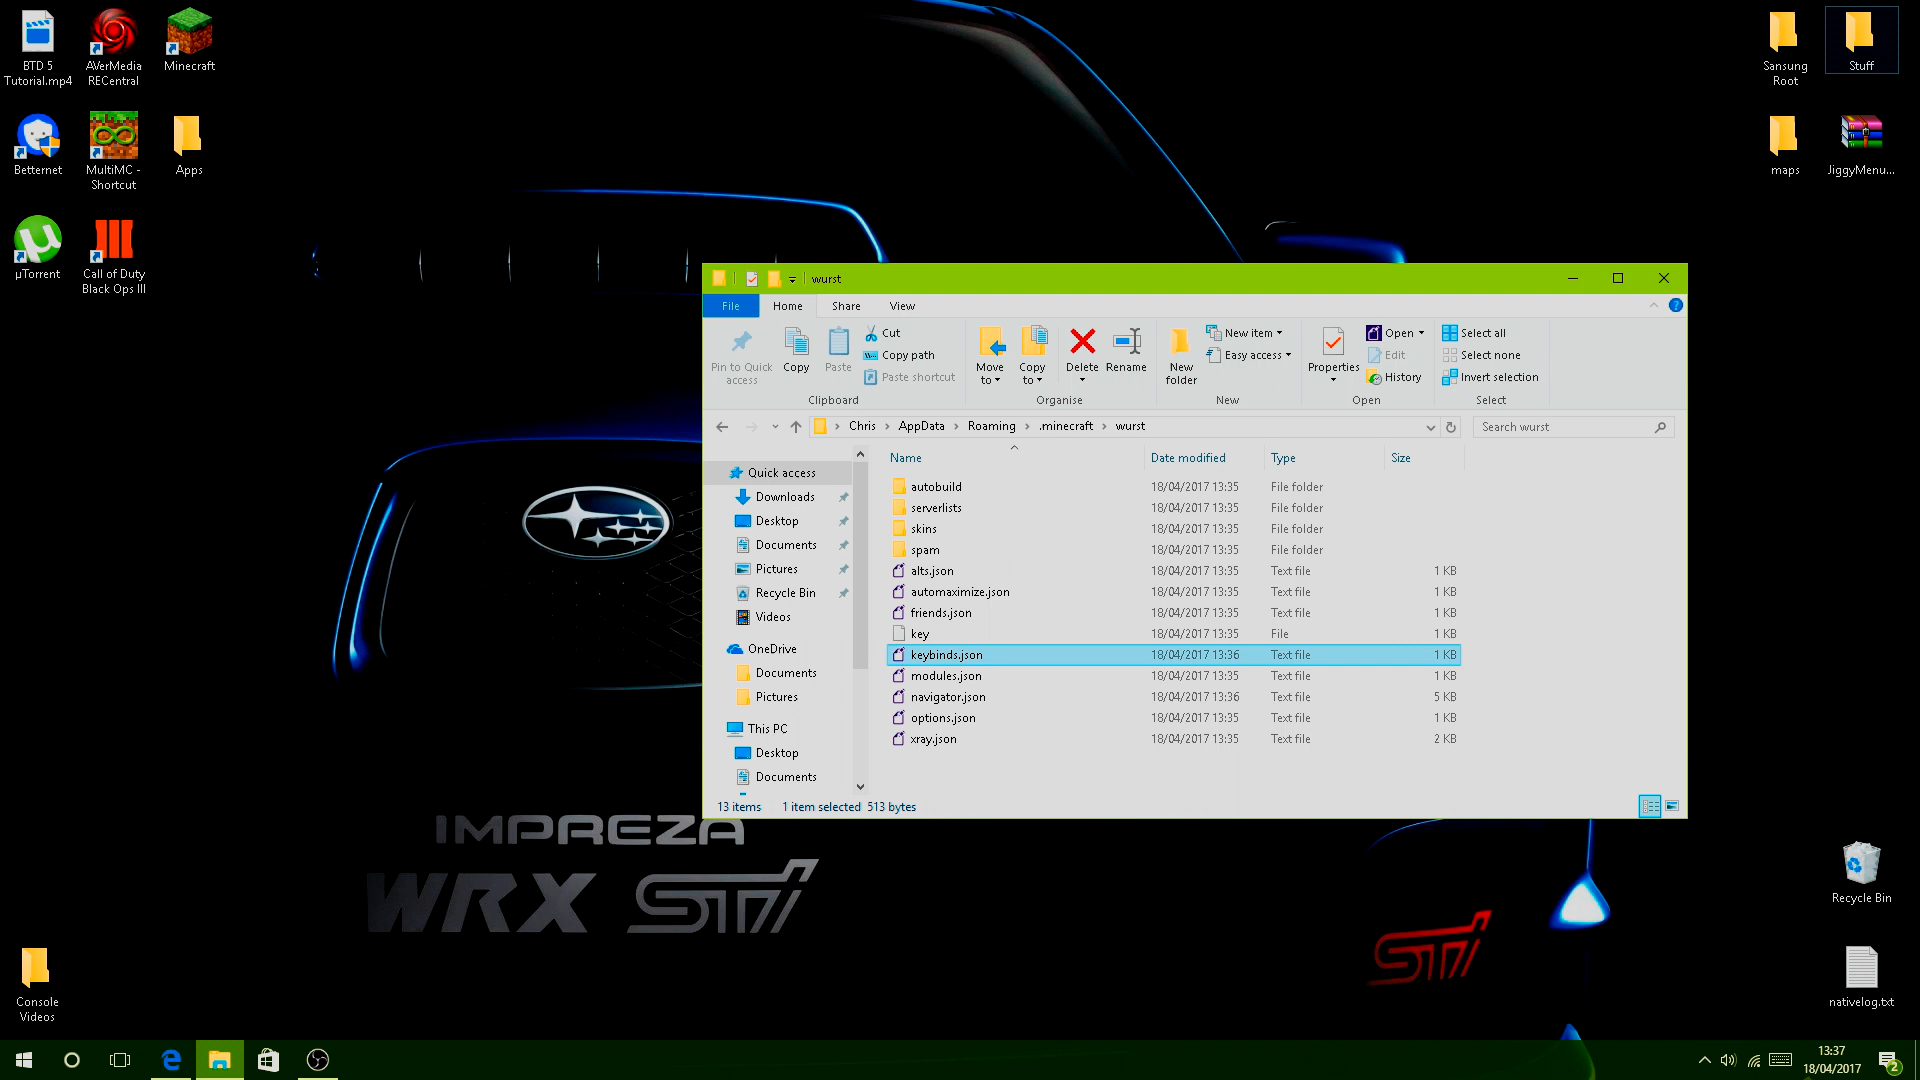 BTD 5
Tutorial.mp4
AVerMedia
RECentral
Minecraft
Betternet
MultiMC -
Shortcut
Apps
µTorrent
Call of Duty
Black Ops III
Sansung
Root
Stuff
maps
JiggyMenu...
wurst
File
Home
Share
View
Pin to Quick
access
Copy
Paste
Cut
Copy path
Paste shortcut
Clipboard
Move
to
Copy
to
Delete
Rename
Organise
New
folder
New item
Easy access
New
Properties
Open
Edit
History
Open
Select all
Select none
Invert selection
Select
Chris
AppData
Roaming
.minecraft
wurst
Search wurst
Quick access
Downloads
Desktop
Documents
Pictures
Recycle Bin
Videos
OneDrive
Documents
Pictures
This PC
Desktop
Documents
Name Date modified Type Size
autobuild 18/04/2017 13:35 File folder
serverlists 18/04/2017 13:35 File folder
skins 18/04/2017 13:35 File folder
spam 18/04/2017 13:35 File folder
alts.json 18/04/2017 13:35 Text file 1 KB
automaximize.json 18/04/2017 13:35 Text file 1 KB
friends.json 18/04/2017 13:35 Text file 1 KB
key 18/04/2017 13:35 File 1 KB
keybinds.json 18/04/2017 13:36 Text file 1 KB
modules.json 18/04/2017 13:35 Text file 1 KB
navigator.json 18/04/2017 13:36 Text file 5 KB
options.json 18/04/2017 13:35 Text file 1 KB
xray.json 18/04/2017 13:35 Text file 2 KB
13 items 1 item selected 513 bytes
IMPREZA
WRX STI
STI
Recycle Bin
nativelog.txt
Console
Videos
13:37
18/04/2017
2